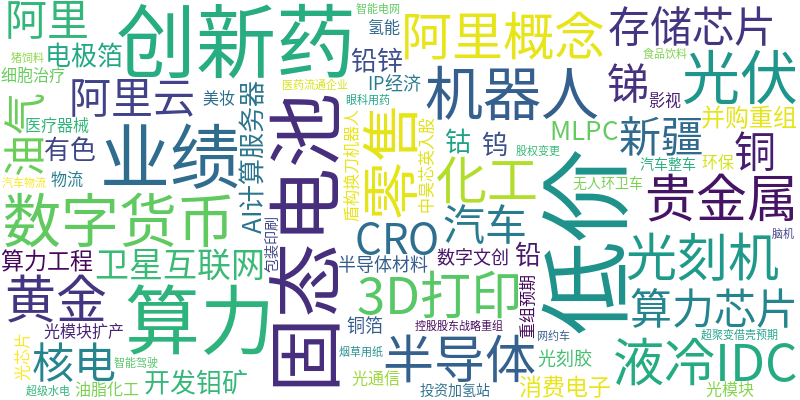 阿里
创新药
智能电网
氢能
阿里概念
存储芯片
猪饲料
电极箔
医药流通企业
铅锌
食品饮料
光伏
细胞治疗
阿里云
美妆
AI计算服务器
IP经济
机器人
锑
影视
油气
医疗器械
业绩
眼科用药
零售
盾构换刀机器人
中昊芯英入股
钴
钨
MLPC
新疆
并购重组
股权变更
有色
铜
汽车物流
物流
固态电池
化工
低价
汽车整车
环保
数字货币
无人环卫车
贵金属
CRO
汽车
脑机
算力工程
卫星互联网
包装印刷
半导体材料
数字文创
铅
光刻机
黄金
算力
3D打印
重组预期
算力芯片
光模块扩产
铜箔
控股股东战略重组
网约车
超聚变借壳预期
光芯片
核电
智能驾驶
烟草用纸
半导体
光刻胶
液冷IDC
超级水电
油脂化工
开发钼矿
光通信
投资加氢站
消费电子
光模块